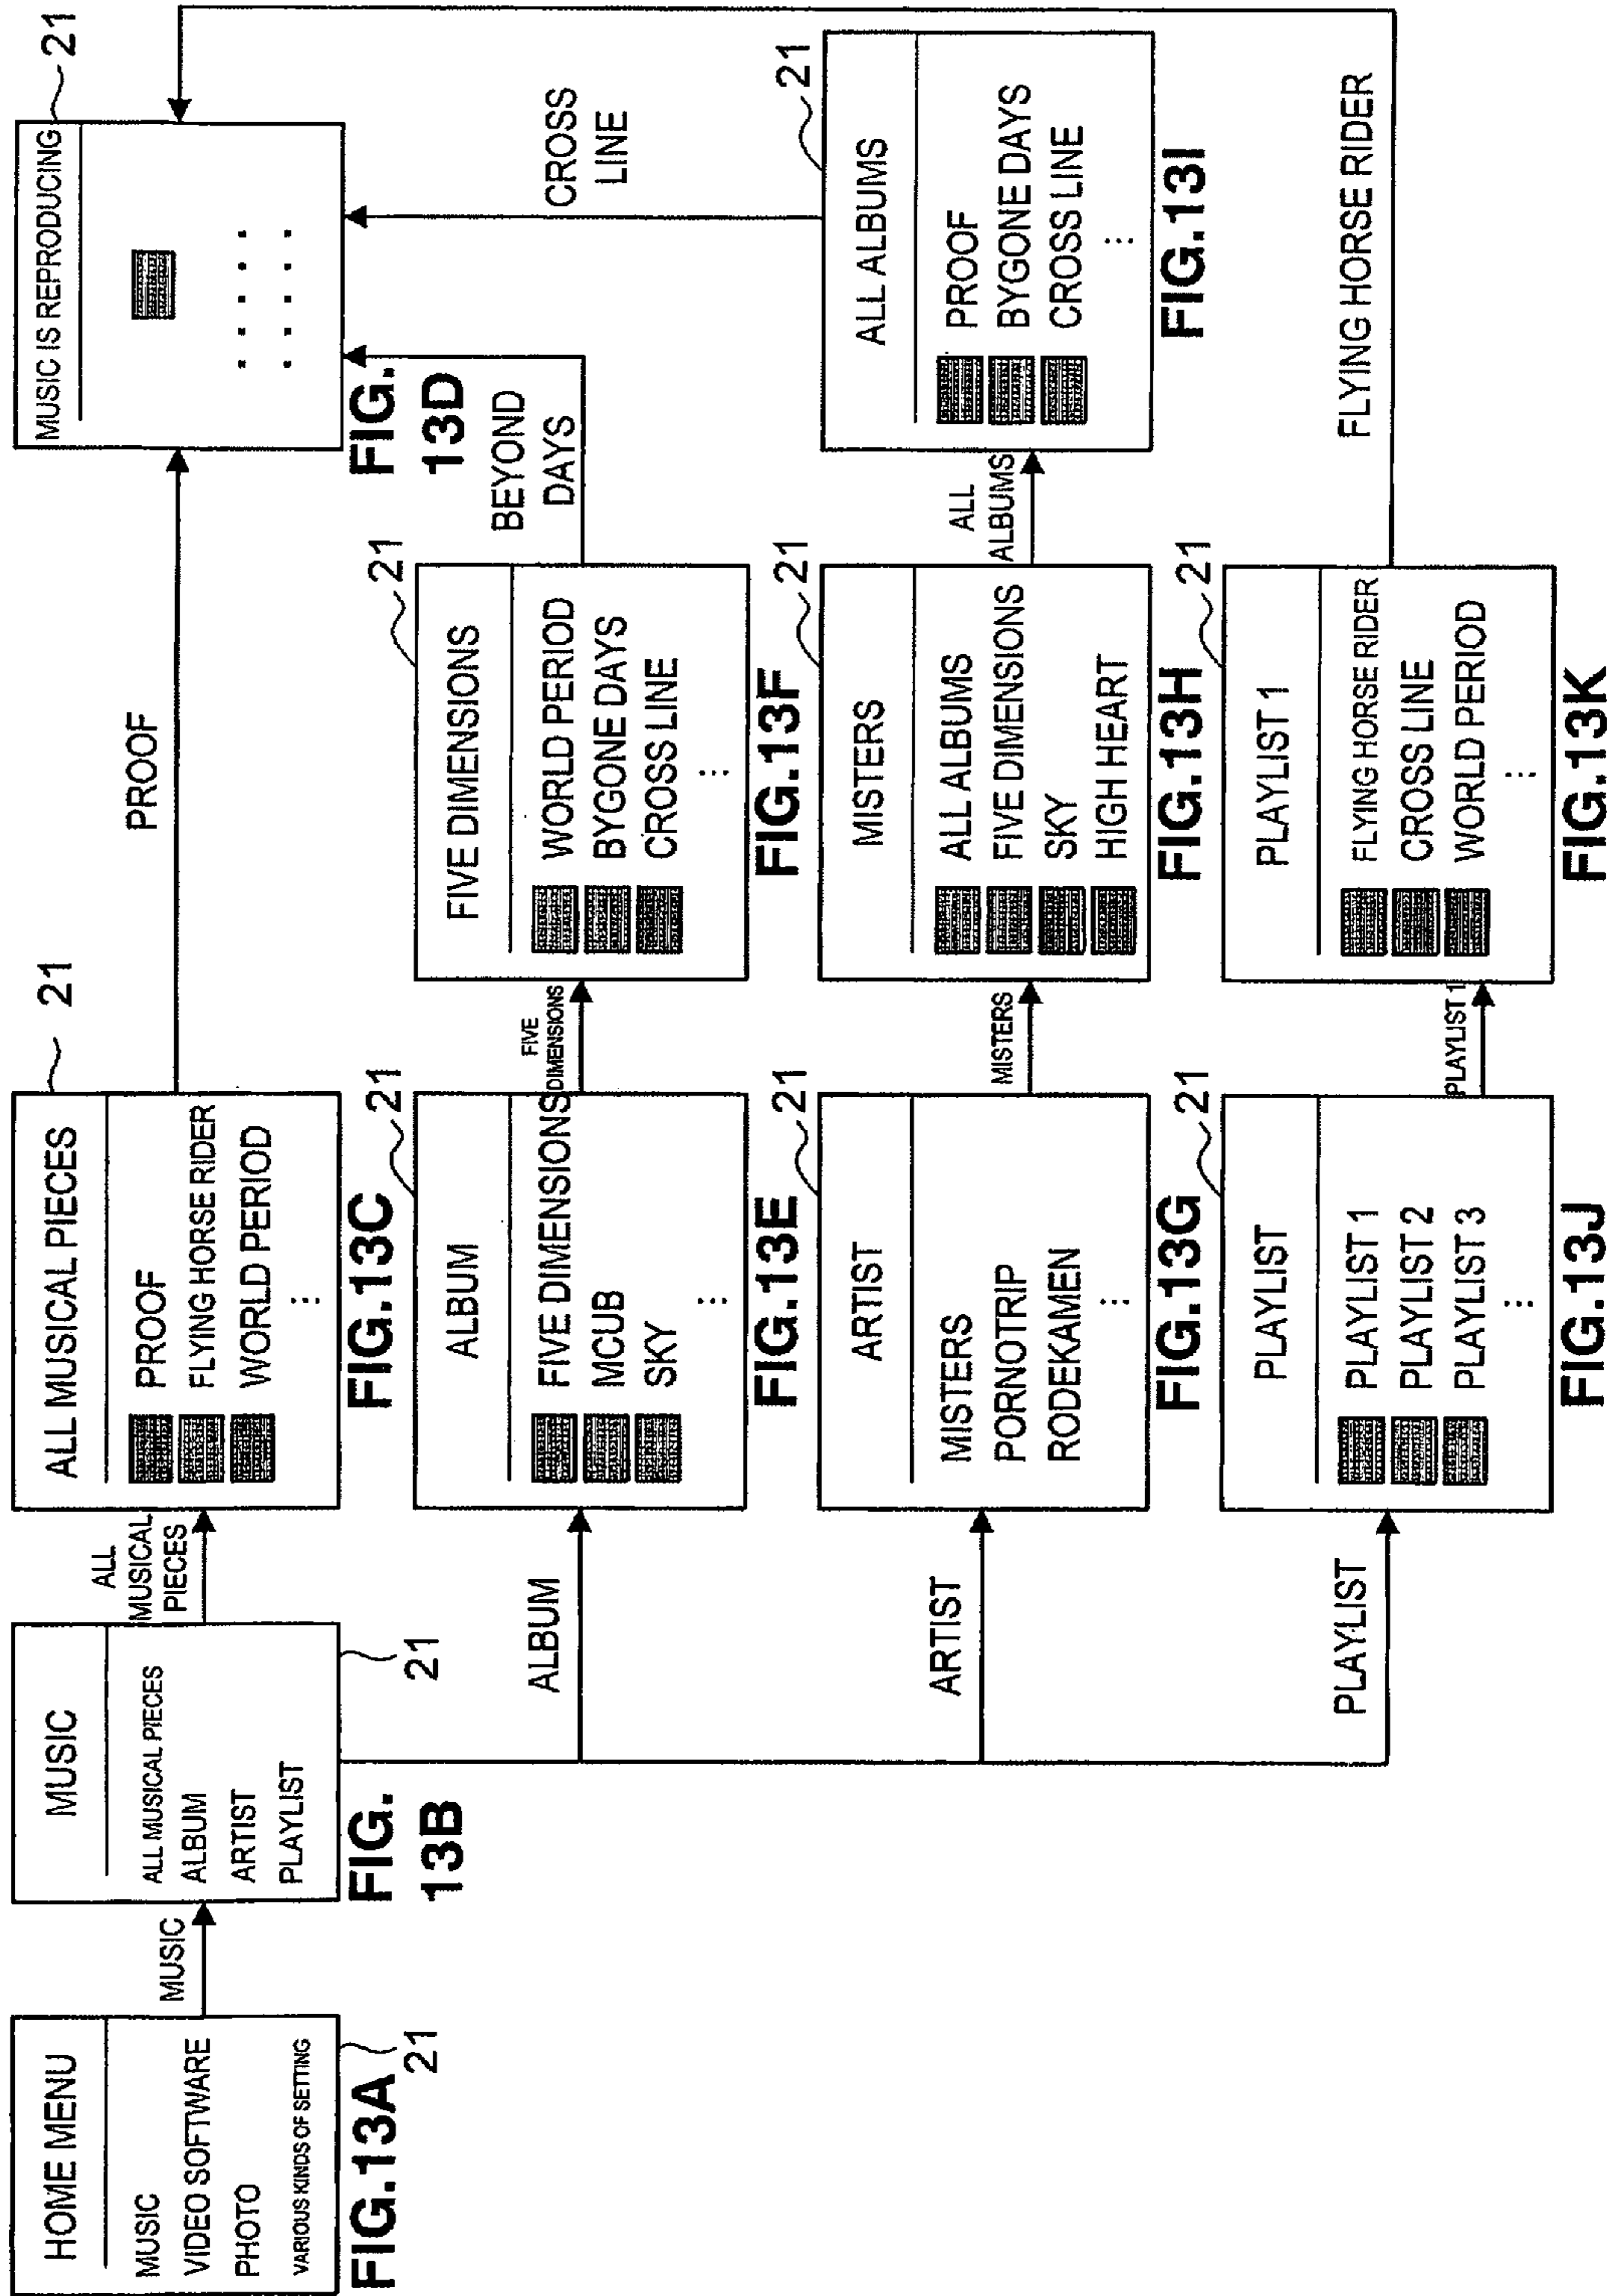 HOME MENU
MUSIC
VIDEO SOFTWARE
PHOTO
VARIOUS KINDS OF SETTING
21
FIG.13A
MUSIC
MUSIC
ALL MUSICAL PIECES
ALBUM
ARTIST
PLAYLIST
21
FIG.
13B
ALL
MUSICAL
PIECES
ALL MUSICAL PIECES
21
PROOF
FLYING HORSE RIDER
WORLD PERIOD
⋮
FIG.13C
PROOF
MUSIC IS REPRODUCING
21
. . . . .
. . . . .
FIG.
13D
ALBUM
ALBUM
21
FIVE DIMENSIONS
MCUB
SKY
⋮
FIG.13E
FIVE
DIMENSIONS
FIVE DIMENSIONS
21
WORLD PERIOD
BYGONE DAYS
CROSS LINE
⋮
FIG.13F
BEYOND
DAYS
ARTIST
ARTIST
21
MISTERS
PORNOTRIP
RODEKAMEN
⋮
FIG.13G
MISTERS
MISTERS
21
ALL ALBUMS
FIVE DIMENSIONS
SKY
HIGH HEART
FIG.13H
ALL
ALBUMS
ALL ALBUMS
21
PROOF
BYGONE DAYS
CROSS LINE
⋮
FIG.13I
CROSS
LINE
PLAYLIST
PLAYLIST
21
PLAYLIST 1
PLAYLIST 2
PLAYLIST 3
⋮
FIG.13J
PLAYLIST 1
PLAYLIST 1
21
FLYING HORSE RIDER
CROSS LINE
WORLD PERIOD
⋮
FIG.13K
FLYING HORSE RIDER